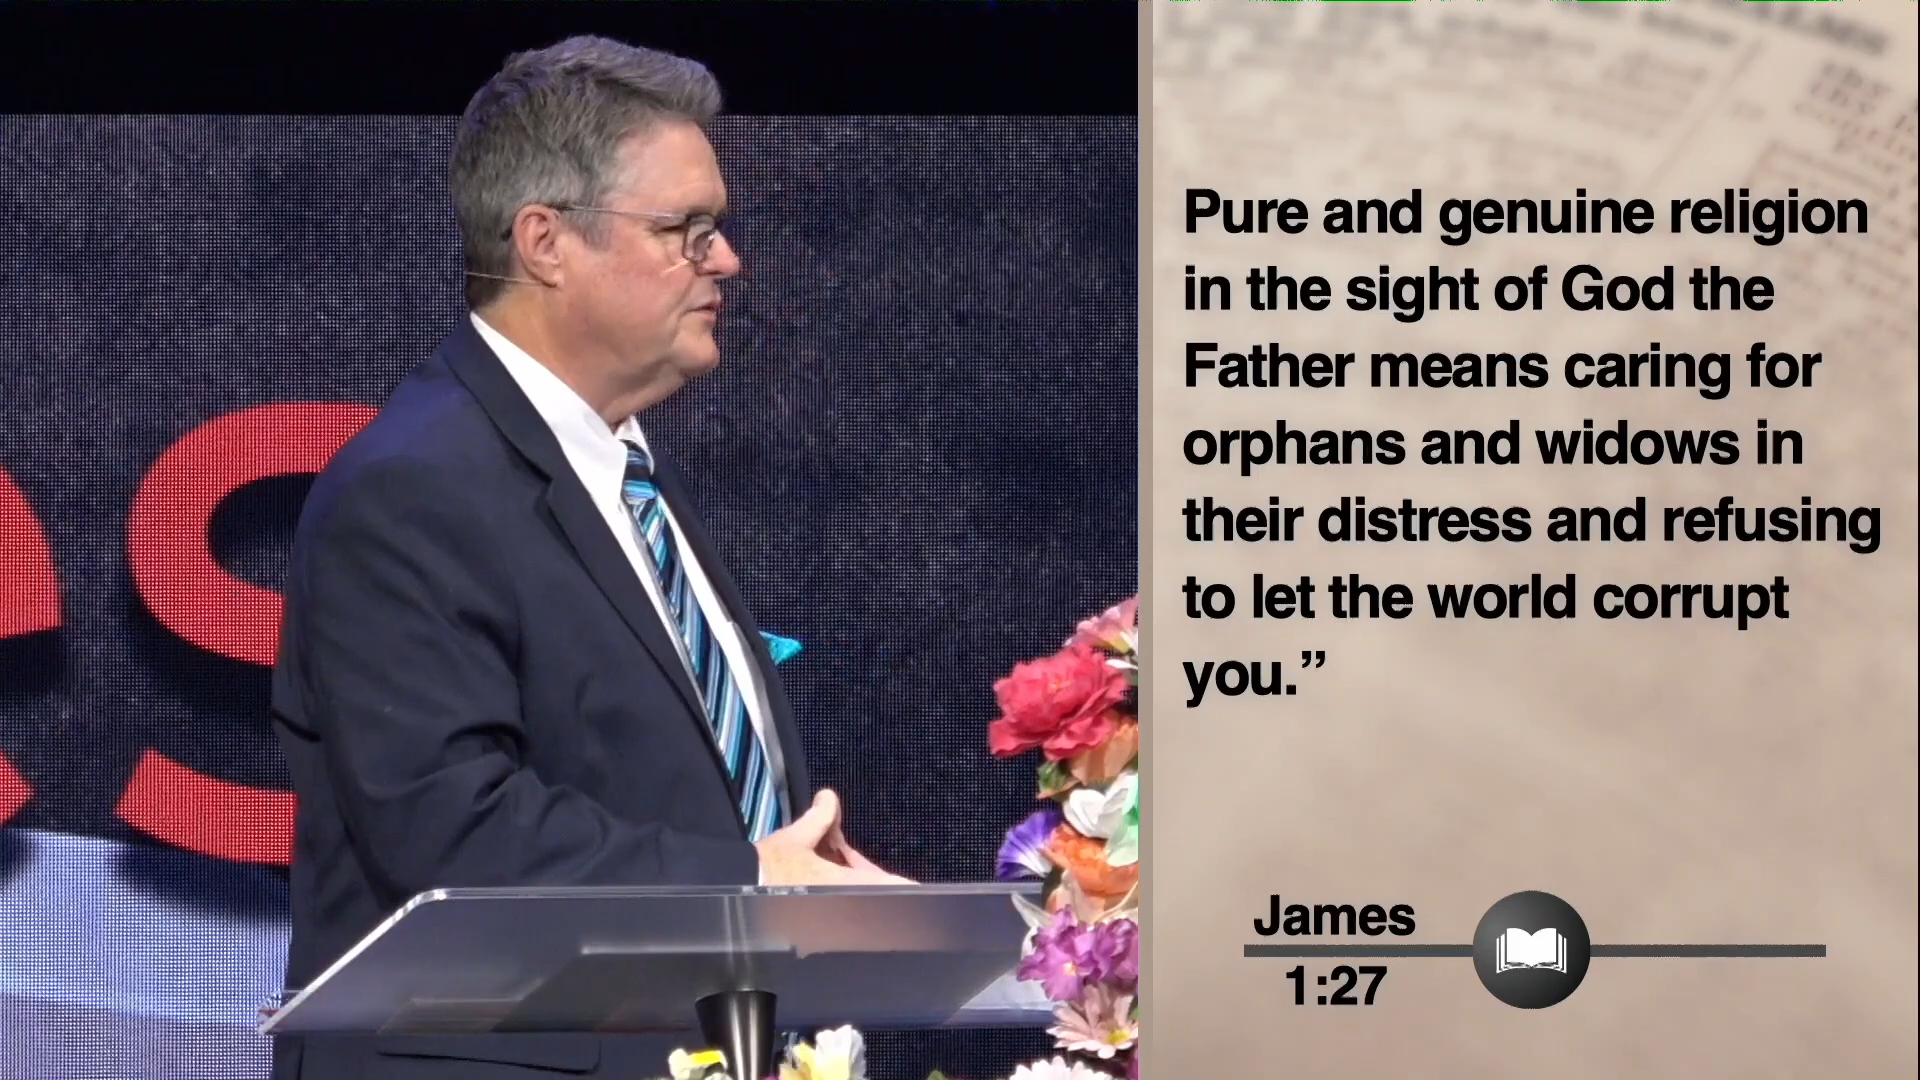 Pure and genuine religion
in the sight of God the
Father means caring for
orphans and widows in
their distress and refusing
to let the world corrupt
you.”
James
1:27